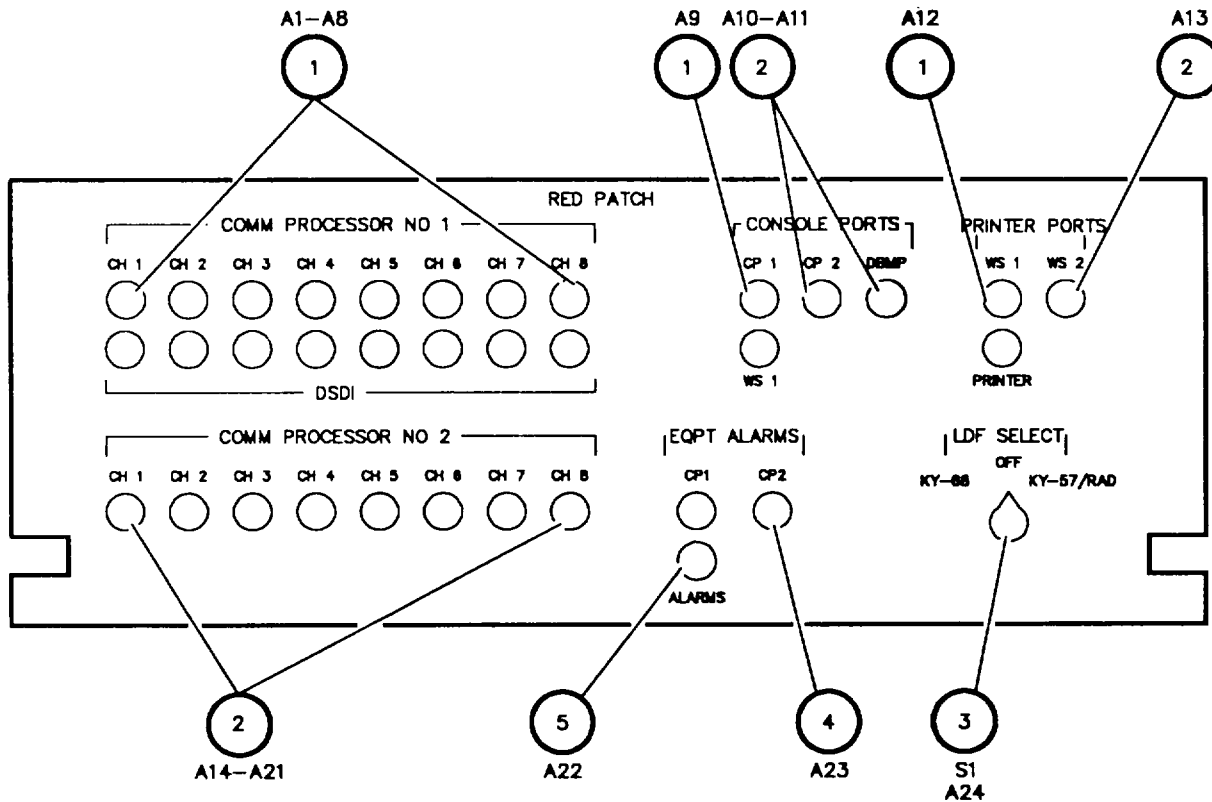 A1-A8 A9 A10-A11 A12 A13
1 1 2 1 2
RED PATCH
COMM PROCESSOR NO 1 CONSOLE PORTS PRINTER PORTS
CH 1 CH 2 CH 3 CH 4 CH 5 CH 6 CH 7 CH 8 CP 1 CP 2 DBMP WS 1 WS 2
DSDI WS 1 PRINTER
COMM PROCESSOR NO 2 EQPT ALARMS LDF SELECT
OFF
CH 1 CH 2 CH 3 CH 4 CH 5 CH 6 CH 7 CH 8 CP1 CP2 KY-68 KY-57/RAD
ALARMS
2 5 4 3
A14-A21 A22 A23 S1
A24